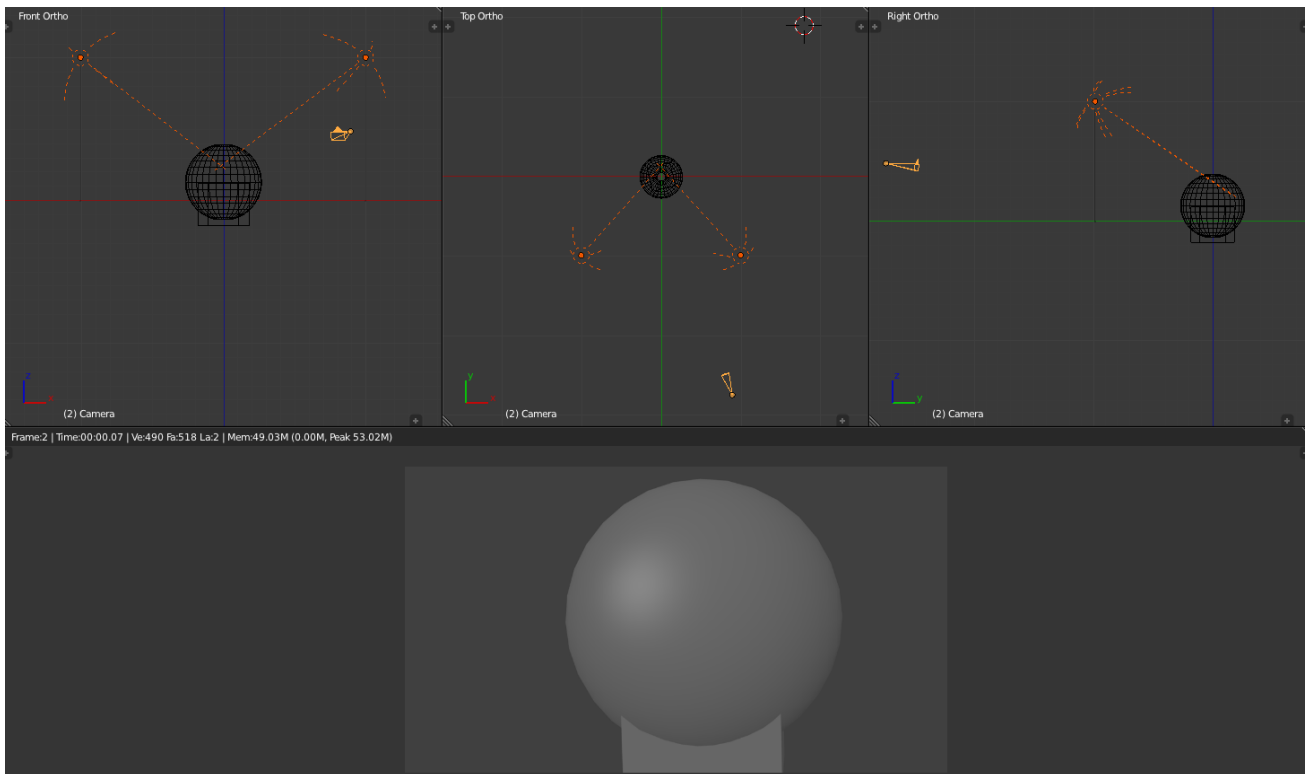 Front Ortho
Top Ortho
Right Ortho
z
x
(2) Camera
y
x
(2) Camera
z
y
(2) Camera
Frame:2 | Time:00:00.07 | Ve:490 Fa:518 La:2 | Mem:49.03M (0.00M, Peak 53.02M)